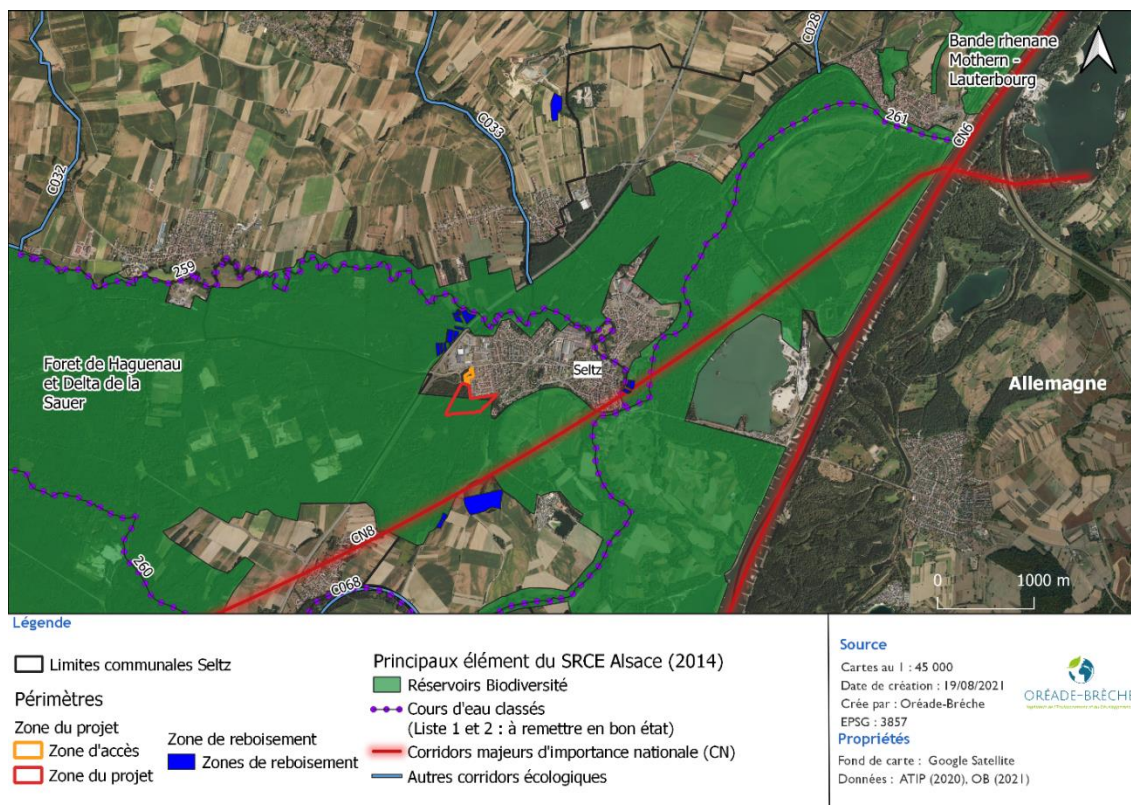 C028
Bande rhenane
Mothern -
Lauterbourg
C033
C032
261
CN6
259
Foret de Haguenau
et Delta de la
Sauer
Seltz
Allemagne
CN8
260
C068
0 1000 m
Légende
Limites communales Seltz
Périmètres
Zone du projet
Zone d'accès
Zone du projet
Zone de reboisement
Zones de reboisement
Principaux élément du SRCE Alsace (2014)
Réservoirs Biodiversité
Cours d'eau classés
(Liste 1 et 2 : à remettre en bon état)
Corridors majeurs d'importance nationale (CN)
Autres corridors écologiques
Source
Cartes au 1 : 45 000
Date de création : 19/08/2021
Crée par : Oréade-Brèche
EPSG : 3857
Propriétés
Fond de carte : Google Satellite
Données : ATIP (2020), OB (2021)
ORÉADE-BRÈCHE